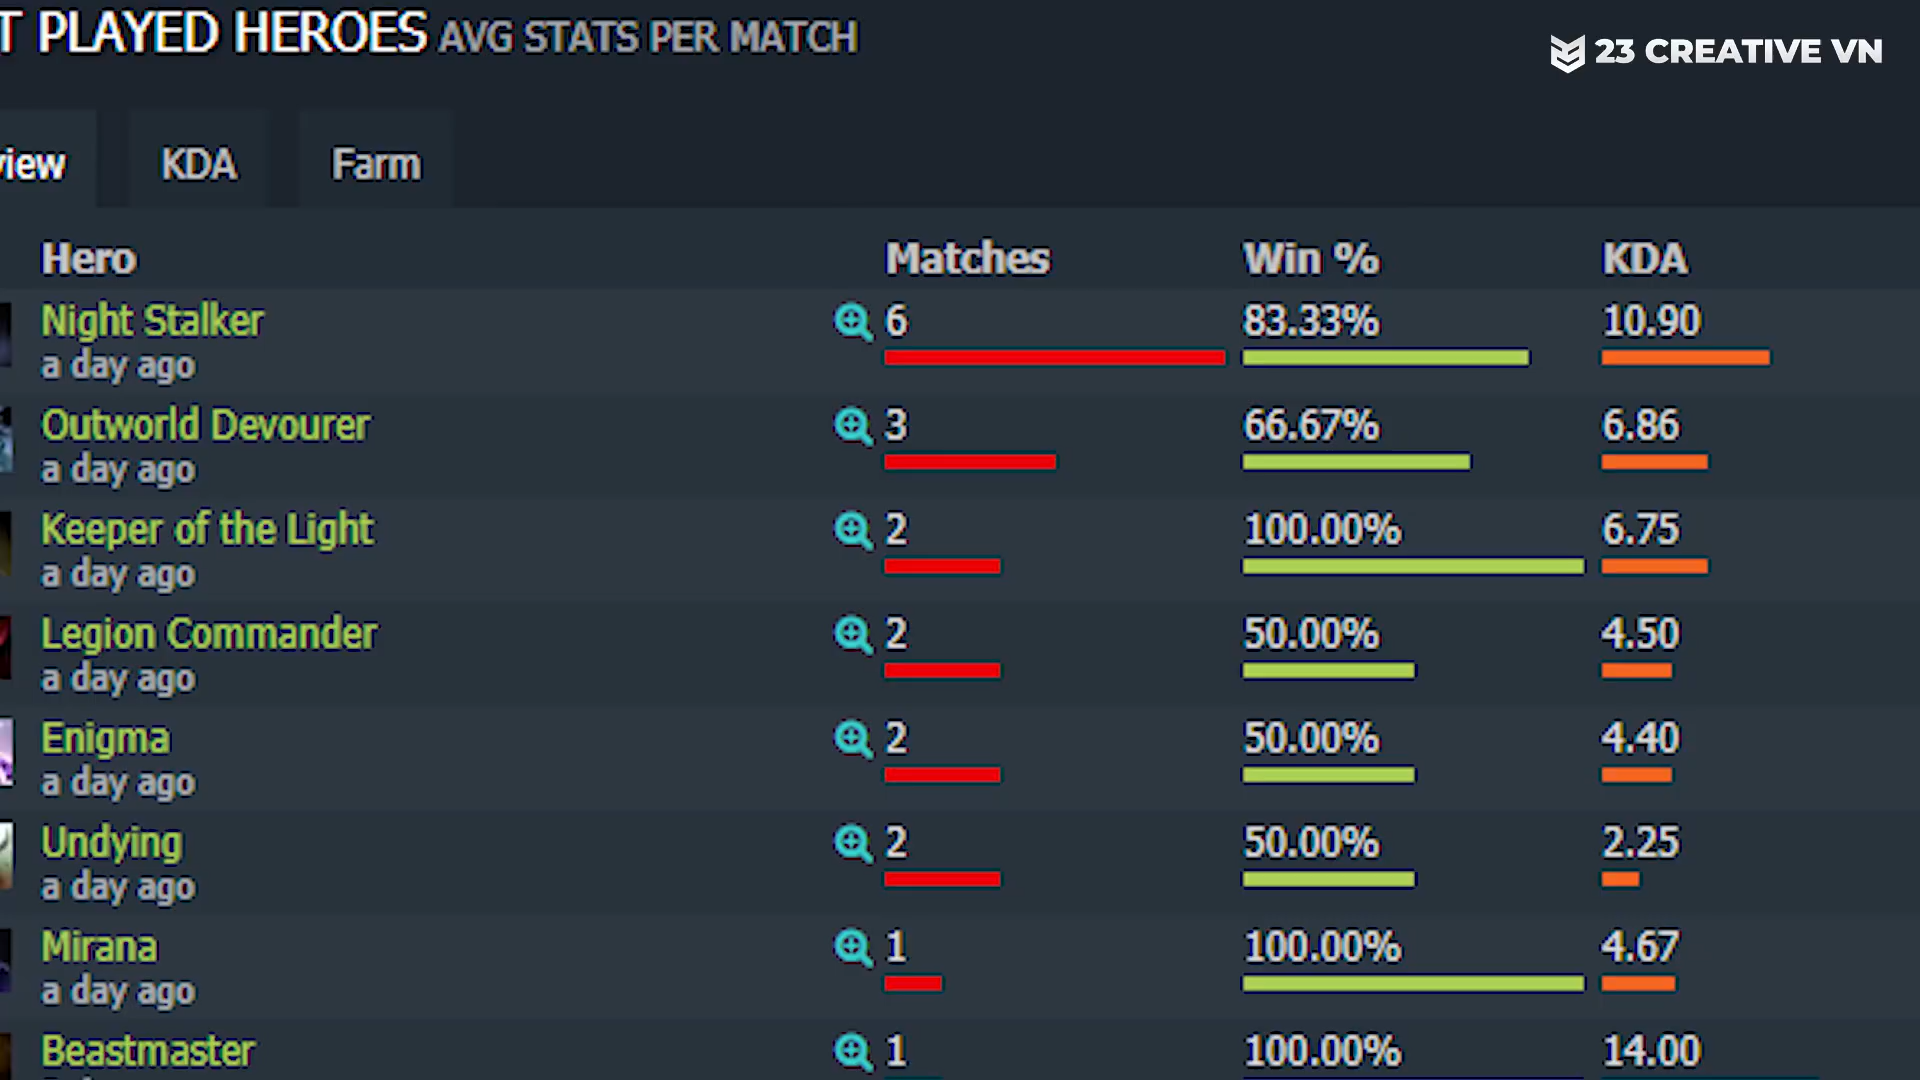 T PLAYED HEROES AVG STATS PER MATCH
23 CREATIVE VN
view KDA Farm
Hero Matches Win % KDA
Night Stalker 6 83.33% 10.90
a day ago
Outworld Devourer 3 66.67% 6.86
a day ago
Keeper of the Light 2 100.00% 6.75
a day ago
Legion Commander 2 50.00% 4.50
a day ago
Enigma 2 50.00% 4.40
a day ago
Undying 2 50.00% 2.25
a day ago
Mirana 1 100.00% 4.67
a day ago
Beastmaster 1 100.00% 14.00